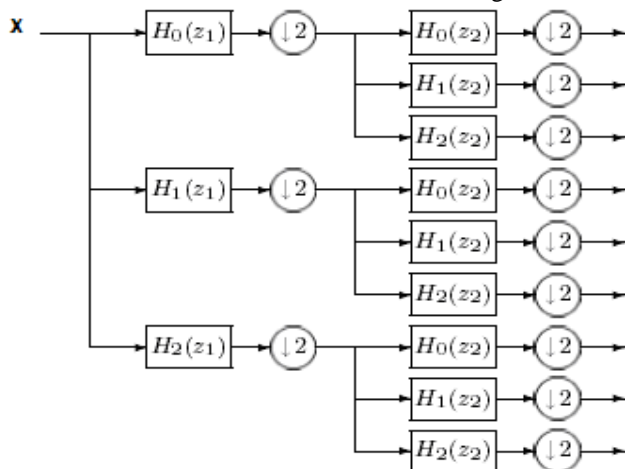 X H₀(z₁) ↓2 H₀(z₂) ↓2
H₁(z₂) ↓2
H₂(z₂) ↓2
H₁(z₁) ↓2 H₀(z₂) ↓2
H₁(z₂) ↓2
H₂(z₂) ↓2
H₂(z₁) ↓2 H₀(z₂) ↓2
H₁(z₂) ↓2
H₂(z₂) ↓2